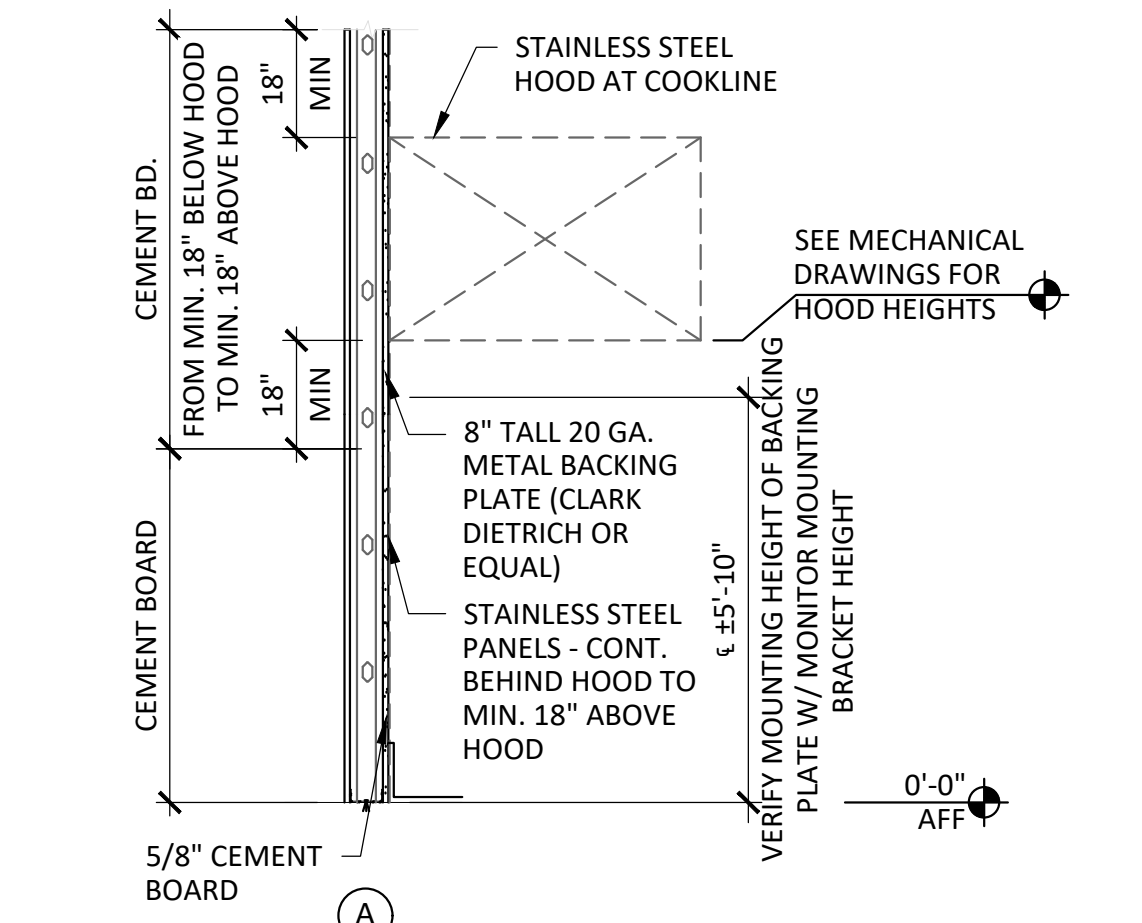 STAINLESS STEEL
HOOD AT COOKLINE
18"
MIN
CEMENT BD.
FROM MIN. 18" BELOW HOOD
TO MIN. 18" ABOVE HOOD
18"
MIN
SEE MECHANICAL
DRAWINGS FOR
HOOD HEIGHTS
8" TALL 20 GA.
METAL BACKING
PLATE (CLARK
DIETRICH OR
EQUAL)
STAINLESS STEEL
PANELS - CONT.
BEHIND HOOD TO
MIN. 18" ABOVE
HOOD
CEMENT BOARD
℄ ±5'-10"
VERIFY MOUNTING HEIGHT OF BACKING
PLATE W/ MONITOR MOUNTING
BRACKET HEIGHT
0'-0"
AFF
5/8" CEMENT
BOARD
A